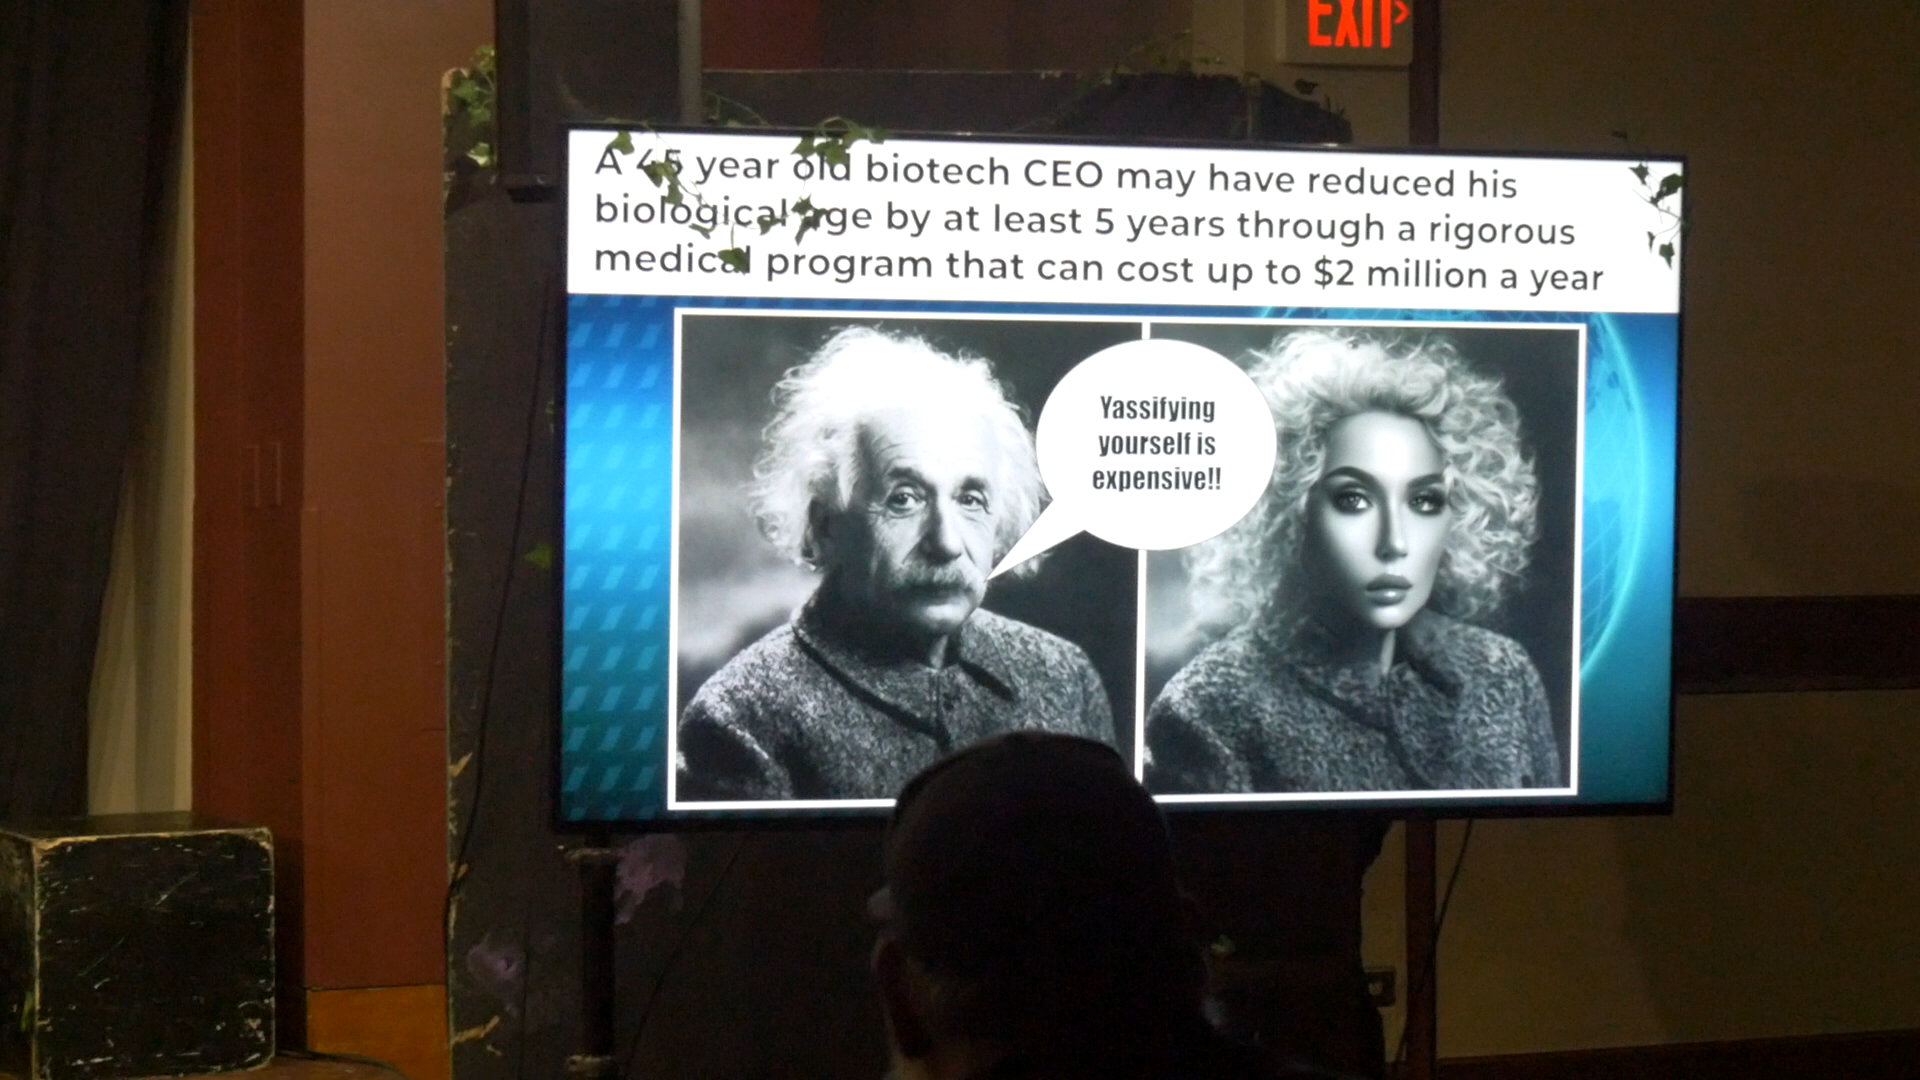 EXIT
A 45 year old biotech CEO may have reduced his
biological age by at least 5 years through a rigorous
medical program that can cost up to $2 million a year
Yassifying
yourself is
expensive!!